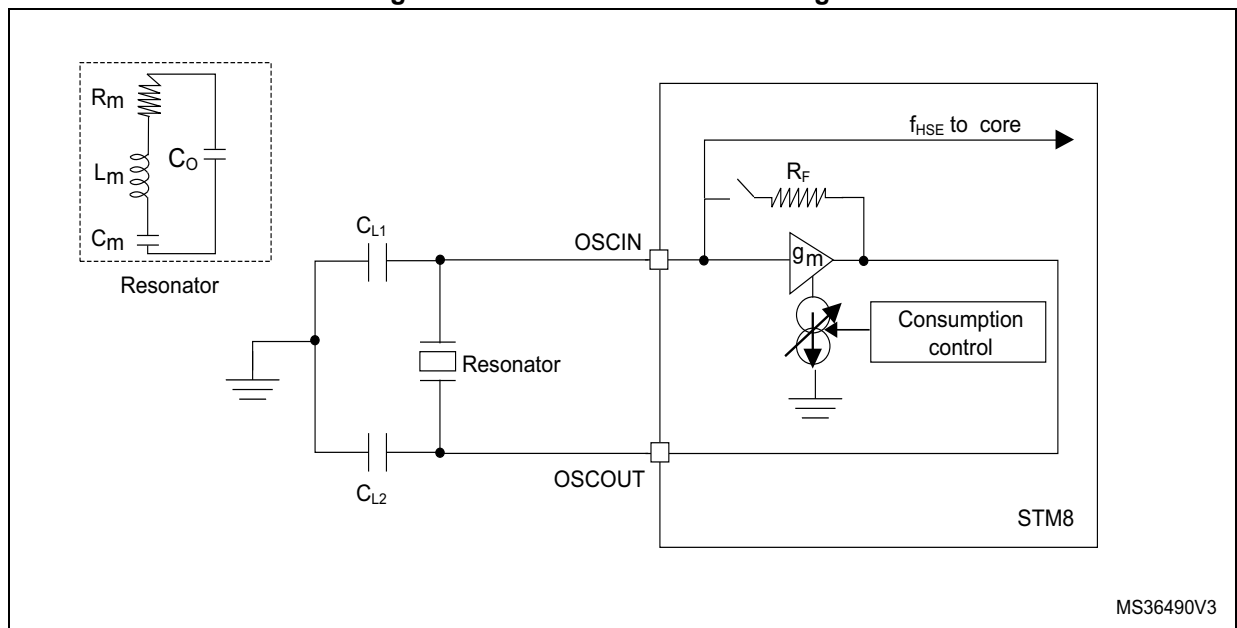 Rm
Lm
Cm
CO
Resonator
CL1
CL2
Resonator
OSCIN
OSCOUT
fHSE to core
RF
gm
Consumption
control
STM8
MS36490V3